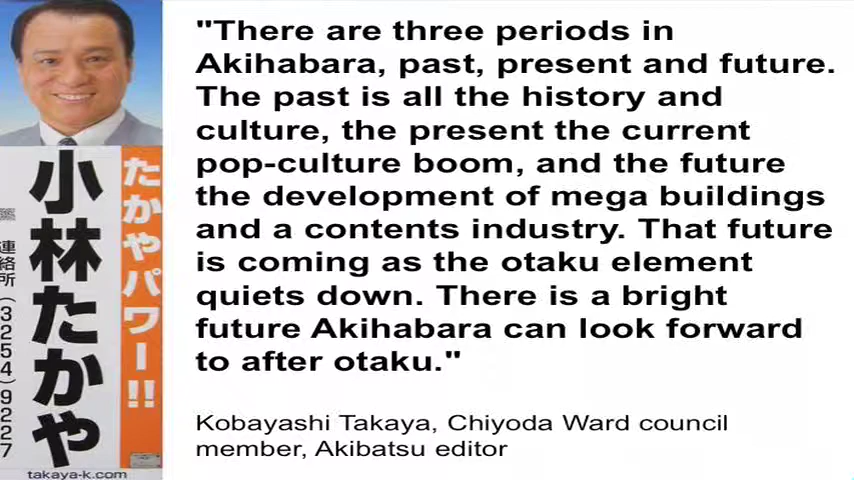 "There are three periods in
Akihabara, past, present and future.
The past is all the history and
culture, the present the current
pop-culture boom, and the future
the development of mega buildings
and a contents industry. That future
is coming as the otaku element
quiets down. There is a bright
future Akihabara can look forward
to after otaku."
Kobayashi Takaya, Chiyoda Ward council
member, Akibatsu editor
たかやパワー!!
小林たかや
連絡所(3254)9227
takaya-k.com